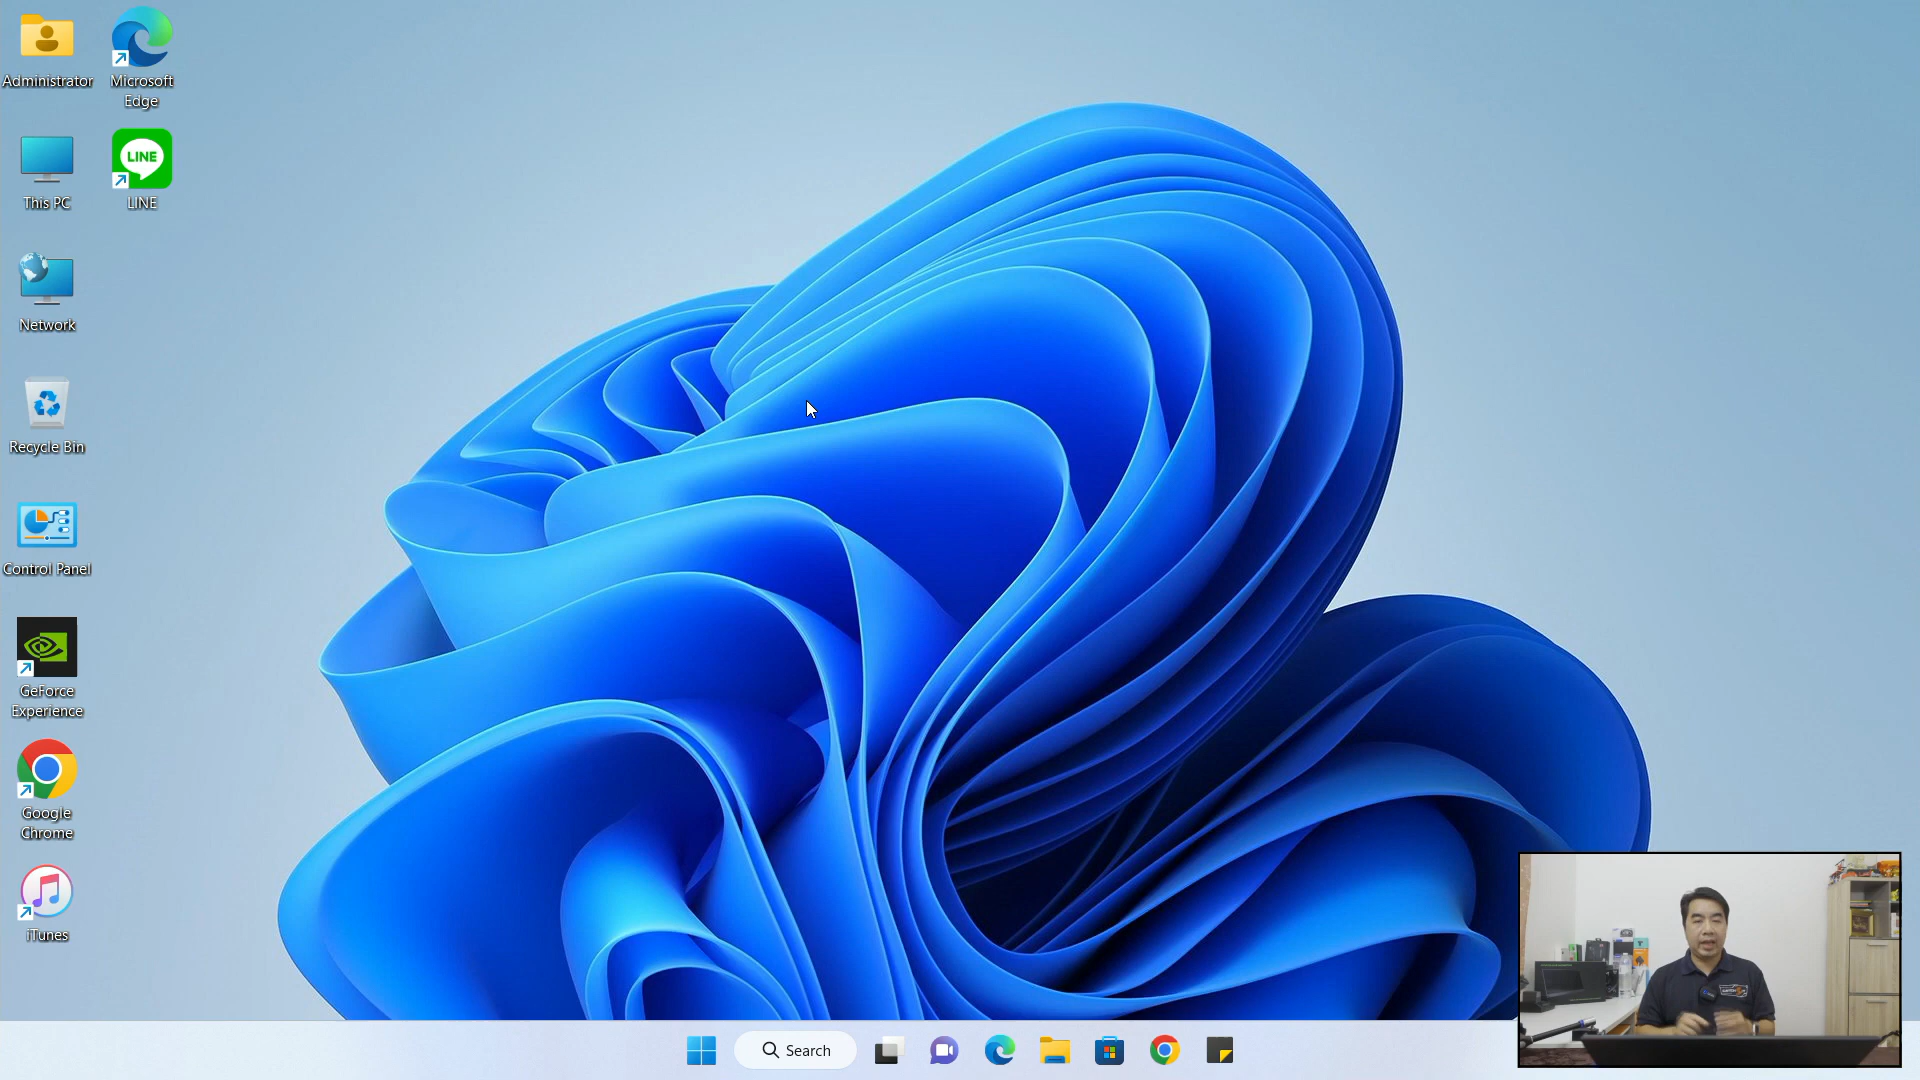 Administrator
Microsoft
Edge
This PC
LINE
LINE
Network
Recycle Bin
Control Panel
GeForce
Experience
Google
Chrome
iTunes
Search